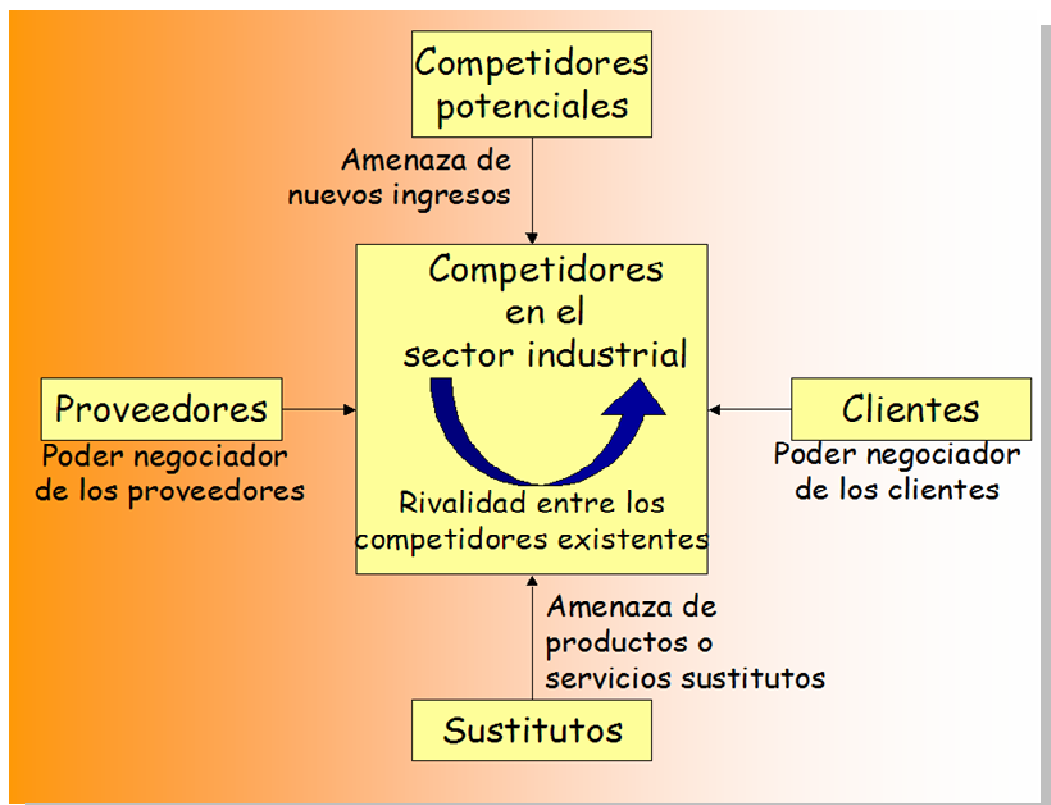 Competidores
potenciales
Amenaza de
nuevos ingresos
Competidores
en el
sector industrial
Proveedores
Poder negociador
de los proveedores
Clientes
Poder negociador
de los clientes
Rivalidad entre los
competidores existentes
Amenaza de
productos o
servicios sustitutos
Sustitutos